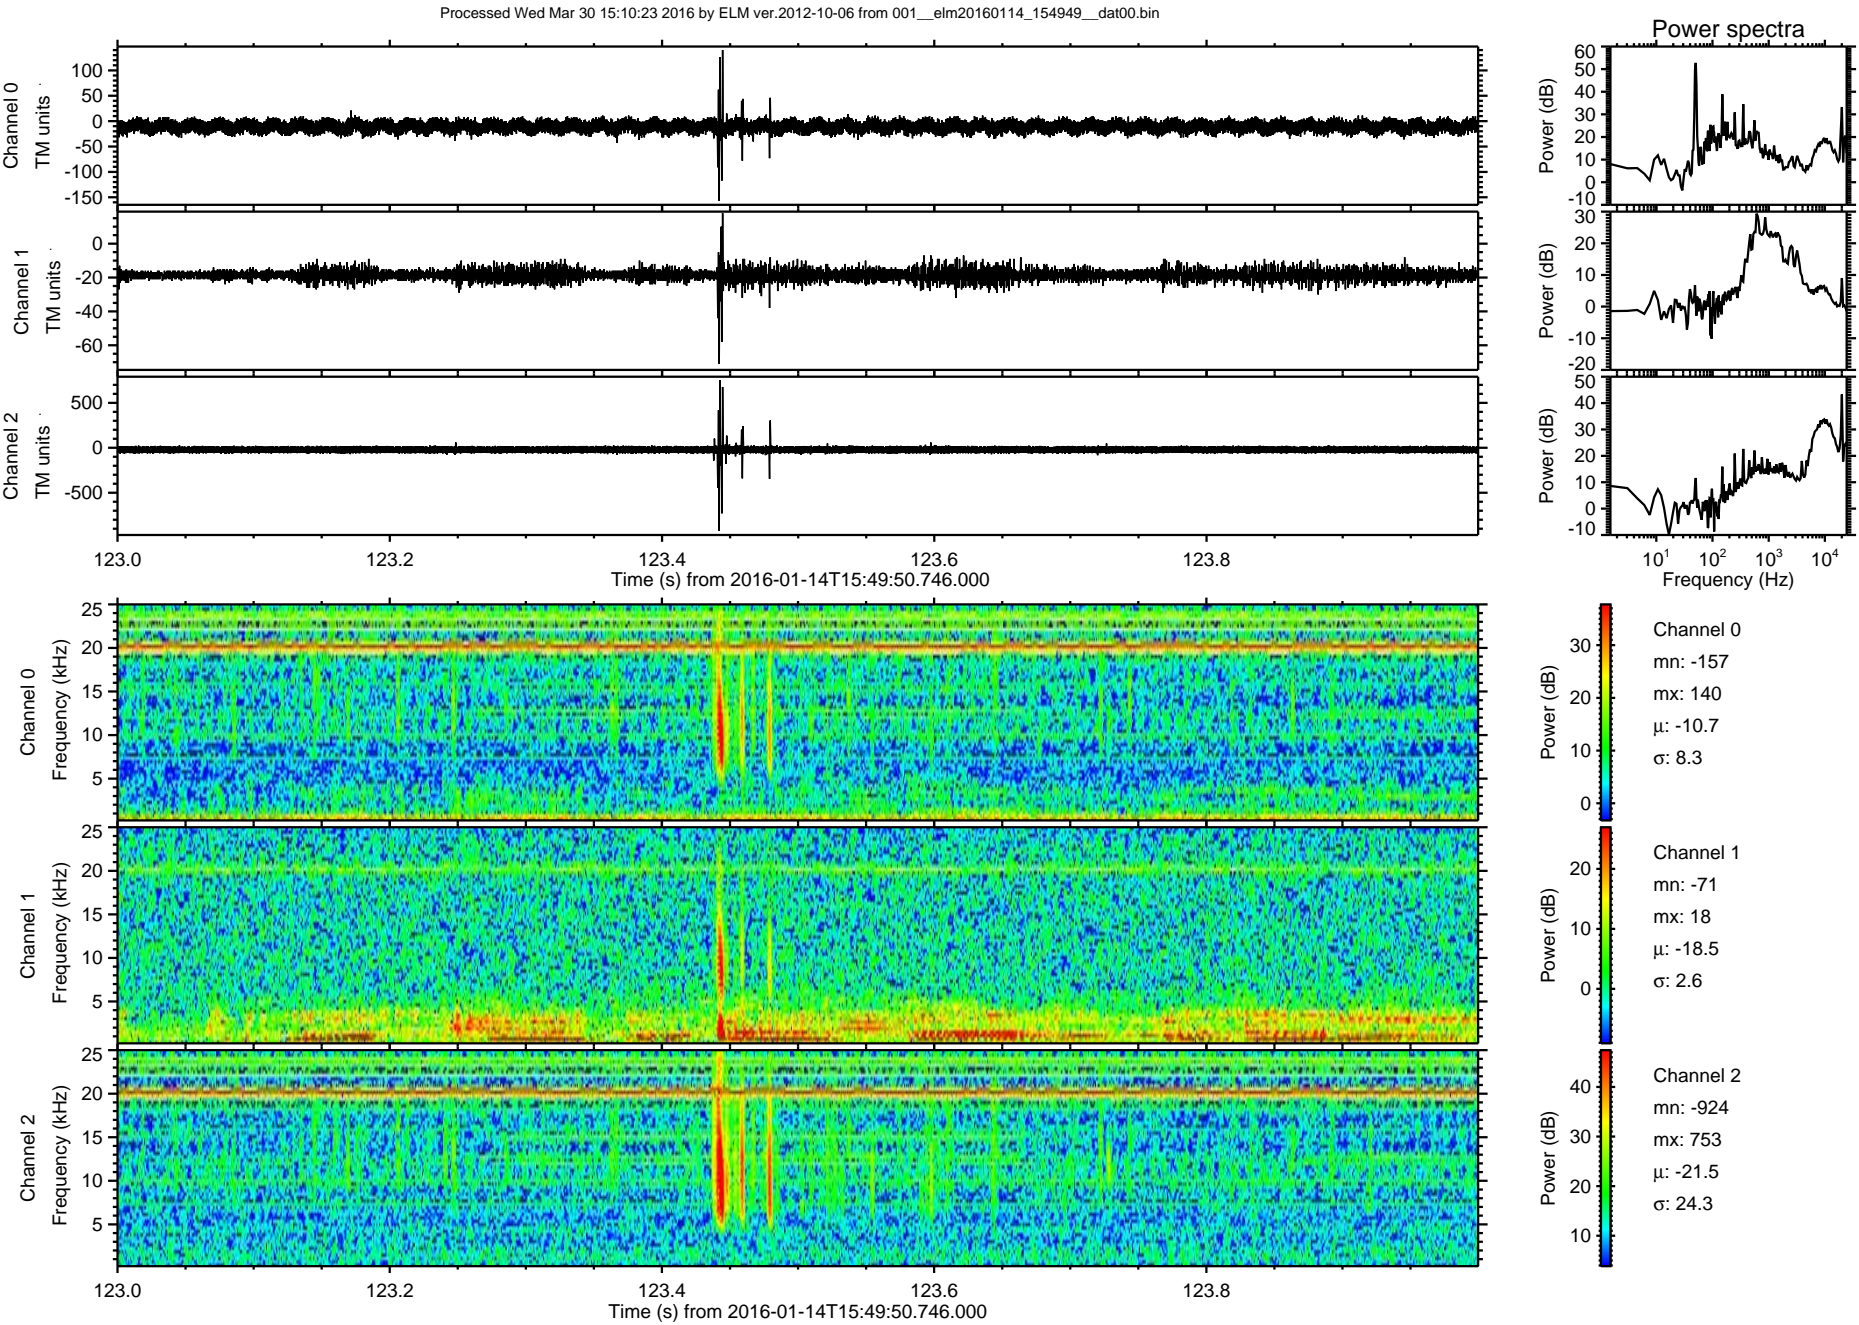 Processed Wed Mar 30 15:10:23 2016 by ELM ver.2012-10-06 from 001__elm20160114_154949__dat00.bin
Power spectra
Channel 0
TM units
100
50
0
-50
-100
-150
Power (dB)
60
50
40
30
20
10
0
-10
Channel 1
TM units
0
-20
-40
-60
Power (dB)
30
20
10
0
-10
-20
Channel 2
TM units
500
0
-500
Power (dB)
50
40
30
20
10
0
-10
123.0 123.2 123.4 123.6 123.8
Time (s) from 2016-01-14T15:49:50.746.000
10¹ 10² 10³ 10⁴
Frequency (Hz)
Channel 0
Frequency (kHz)
25
20
15
10
5
Power (dB)
30
20
10
0
Channel 0
mn: -157
mx: 140
μ: -10.7
σ: 8.3
Channel 1
Frequency (kHz)
25
20
15
10
5
Power (dB)
20
10
0
Channel 1
mn: -71
mx: 18
μ: -18.5
σ: 2.6
Channel 2
Frequency (kHz)
25
20
15
10
5
Power (dB)
40
30
20
10
Channel 2
mn: -924
mx: 753
μ: -21.5
σ: 24.3
123.0 123.2 123.4 123.6 123.8
Time (s) from 2016-01-14T15:49:50.746.000